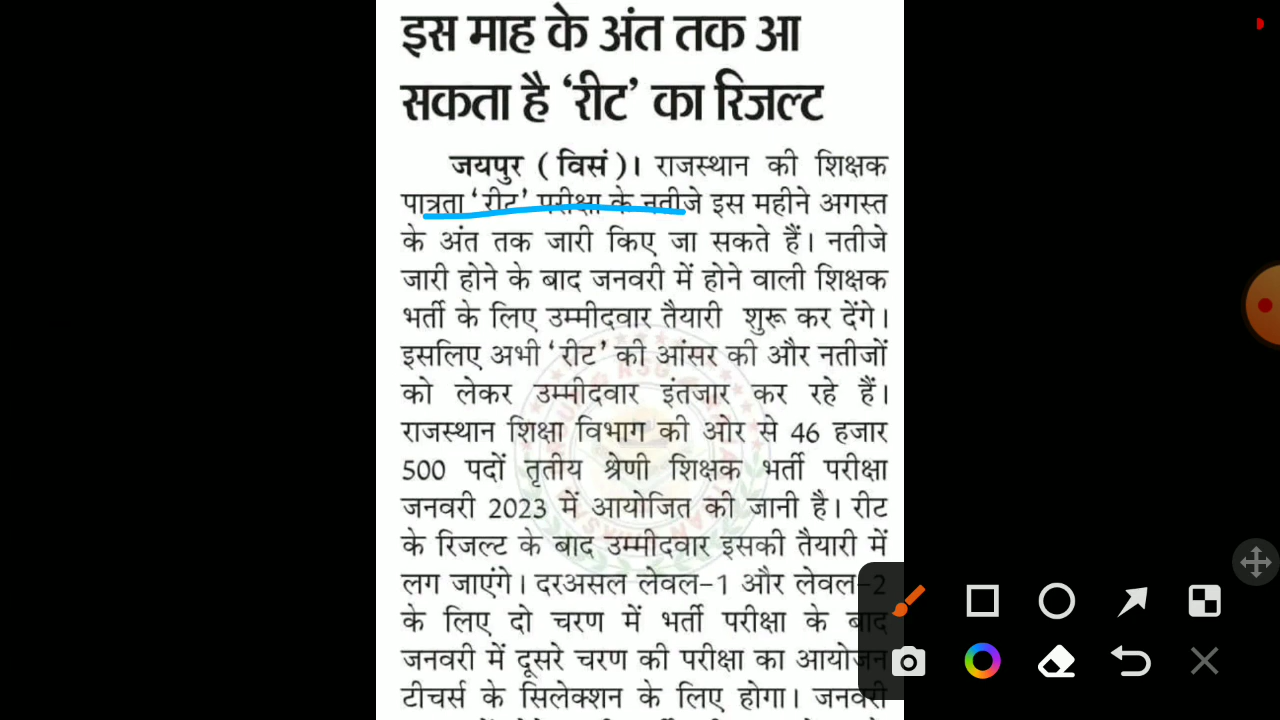 इस माह के अंत तक आ
सकता है ‘रीट’ का रिजल्ट
जयपुर (विसं)। राजस्थान की शिक्षक
पात्रता ‘रीट’ परीक्षा के नतीजे इस महीने अगस्त
के अंत तक जारी किए जा सकते हैं। नतीजे
जारी होने के बाद जनवरी में होने वाली शिक्षक
भर्ती के लिए उम्मीदवार तैयारी शुरू कर देंगे।
इसलिए अभी ‘रीट’ की आंसर की और नतीजों
को लेकर उम्मीदवार इंतजार कर रहे हैं।
राजस्थान शिक्षा विभाग की ओर से 46 हजार
500 पदों तृतीय श्रेणी शिक्षक भर्ती परीक्षा
जनवरी 2023 में आयोजित की जानी है। रीट
के रिजल्ट के बाद उम्मीदवार इसकी तैयारी में
लग जाएंगे। दरअसल लेवल-1 और लेवल-2
के लिए दो चरण में भर्ती परीक्षा के बाद
जनवरी में दूसरे चरण की परीक्षा का आयोजन
टीचर्स के सिलेक्शन के लिए होगा। जनवरी